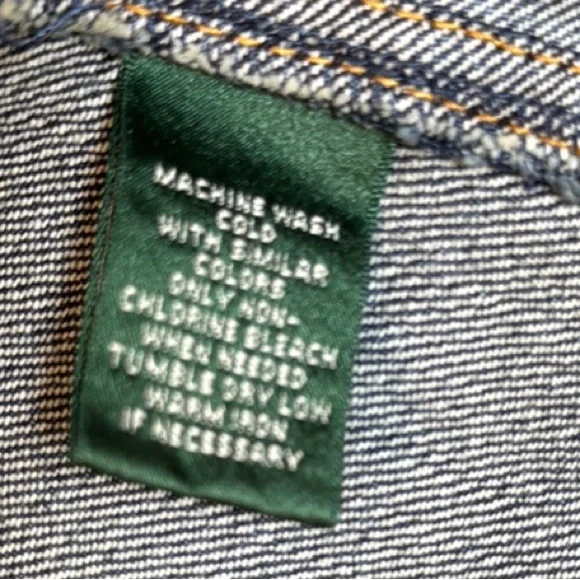 MACHINE WASH
COLD
WITH SIMILAR
COLORS
ONLY NON-
CHLORINE BLEACH
WHEN NEEDED
TUMBLE DRY LOW
WARM IRON
IF NECESSARY